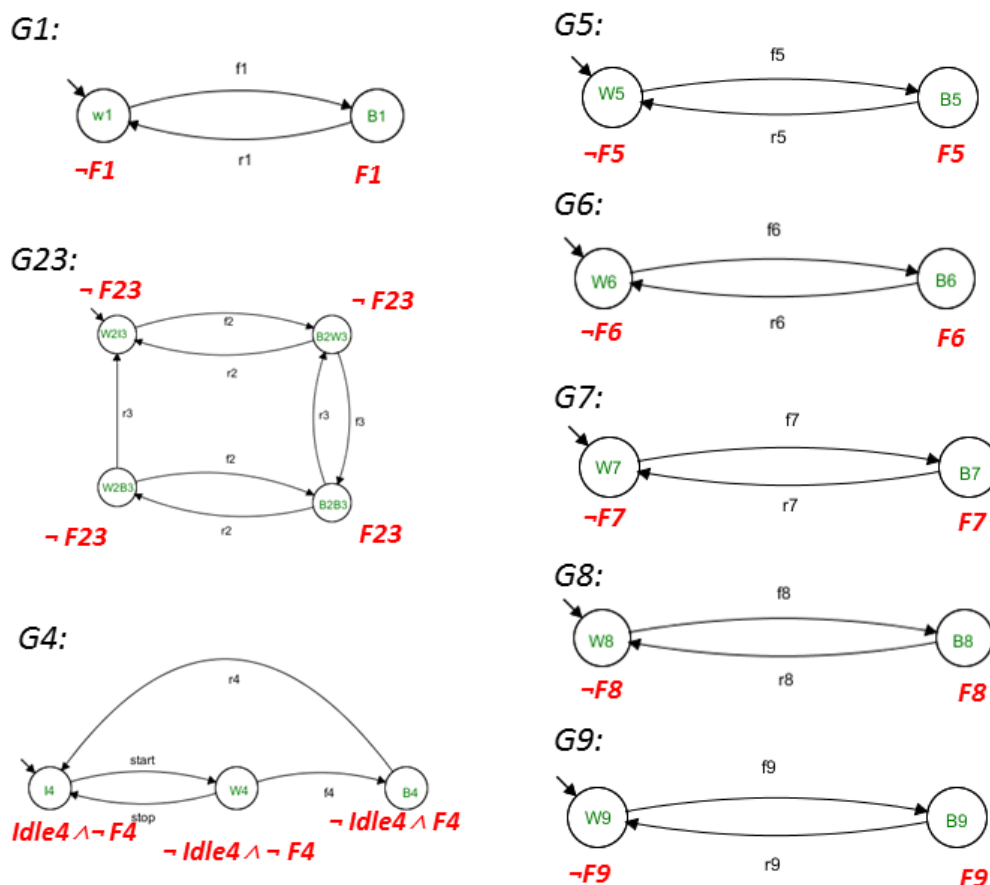 G1:
f1
w1
B1
r1
¬F1
F1
G23:
¬ F23
¬ F23
f2
W2I3
B2W3
r2
r3
r3
f3
f2
W2B3
B2B3
r2
¬ F23
F23
G4:
r4
start
I4
W4
B4
f4
stop
Idle4 ∧ ¬ F4
¬ Idle4 ∧ ¬ F4
¬ Idle4 ∧ F4
G5:
f5
W5
B5
r5
¬F5
F5
G6:
f6
W6
B6
r6
¬F6
F6
G7:
f7
W7
B7
r7
¬F7
F7
G8:
f8
W8
B8
r8
¬F8
F8
G9:
f9
W9
B9
r9
¬F9
F9